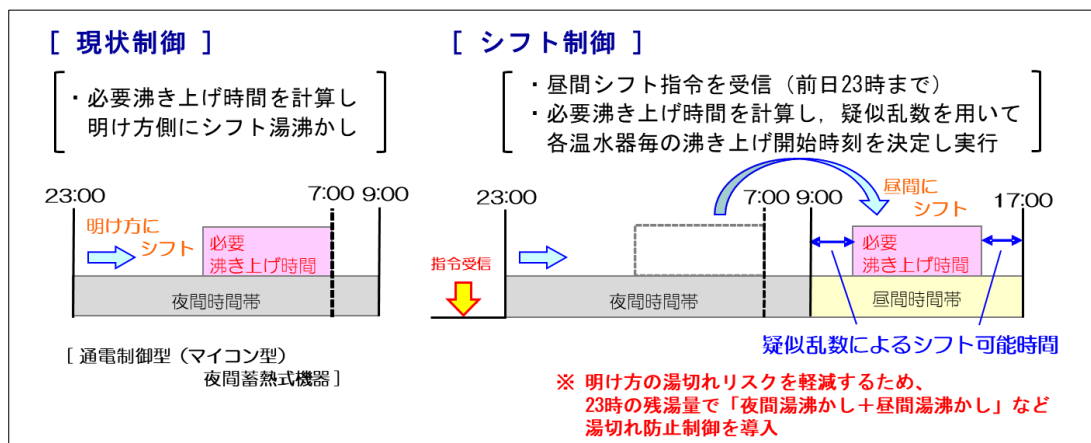 [ 現状制御 ]
・必要沸き上げ時間を計算し
明け方側にシフト湯沸かし
23:00
7:00
9:00
明け方に
シフト
必要
沸き上げ時間
夜間時間帯
[ 通電制御型（マイコン型）
夜間蓄熱式機器 ]
[ シフト制御 ]
・昼間シフト指令を受信（前日23時まで）
・必要沸き上げ時間を計算し，疑似乱数を用いて
各温水器毎の沸き上げ開始時刻を決定し実行
23:00
7:00
9:00
昼間に
シフト
17:00
指令受信
必要
沸き上げ時間
夜間時間帯
昼間時間帯
疑似乱数によるシフト可能時間
※ 明け方の湯切れリスクを軽減するため、
23時の残湯量で「夜間湯沸かし＋昼間湯沸かし」など
湯切れ防止制御を導入